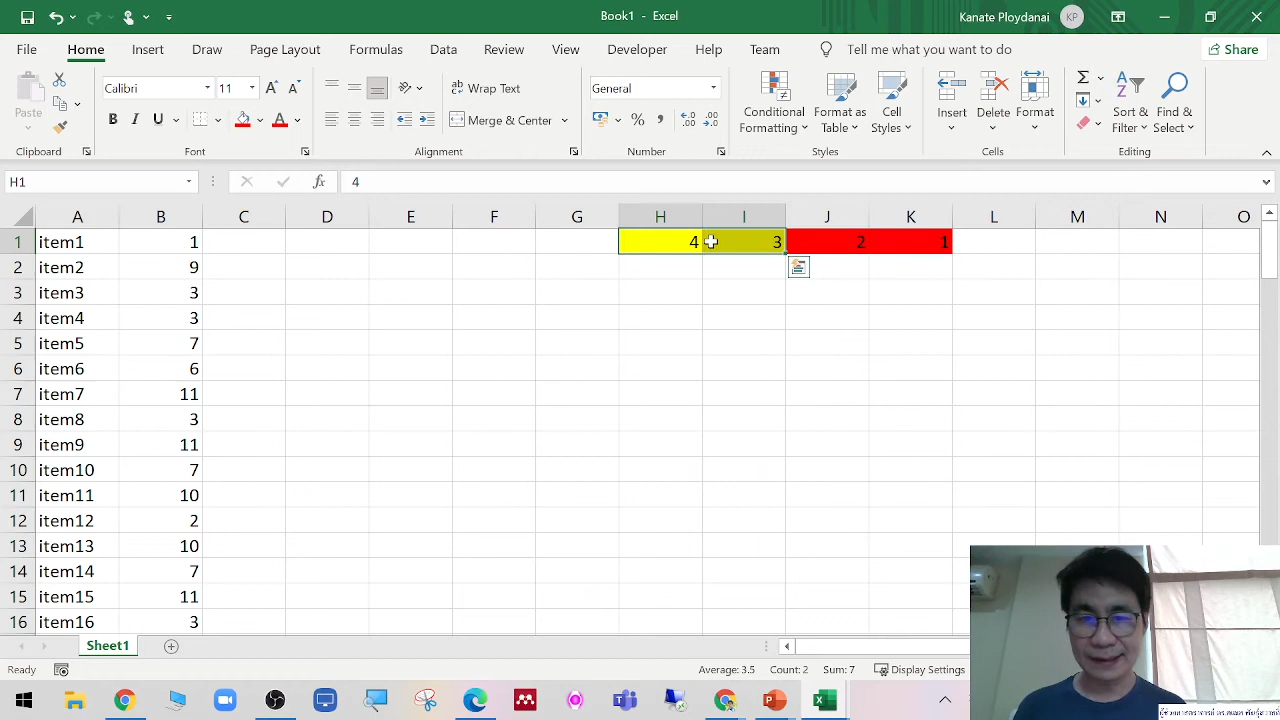 Book1 - Excel
Kanate Ploydanai KP
File Home Insert Draw Page Layout Formulas Data Review View Developer Help Team Tell me what you want to do Share
Paste
Calibri 11
B I U
Wrap Text
Merge & Center
General
Conditional Formatting
Format as Table
Cell Styles
Insert Delete Format
Sort & Filter
Find & Select
Clipboard Font Alignment Number Styles Cells Editing
H1 fx 4
A B C D E F G H I J K L M N O
1 item1 1 4 3 2 1
2 item2 9
3 item3 3
4 item4 3
5 item5 7
6 item6 6
7 item7 11
8 item8 3
9 item9 11
10 item10 7
11 item11 10
12 item12 2
13 item13 10
14 item14 7
15 item15 11
16 item16 3
Sheet1
Ready Average: 3.5 Count: 2 Sum: 7 Display Settings